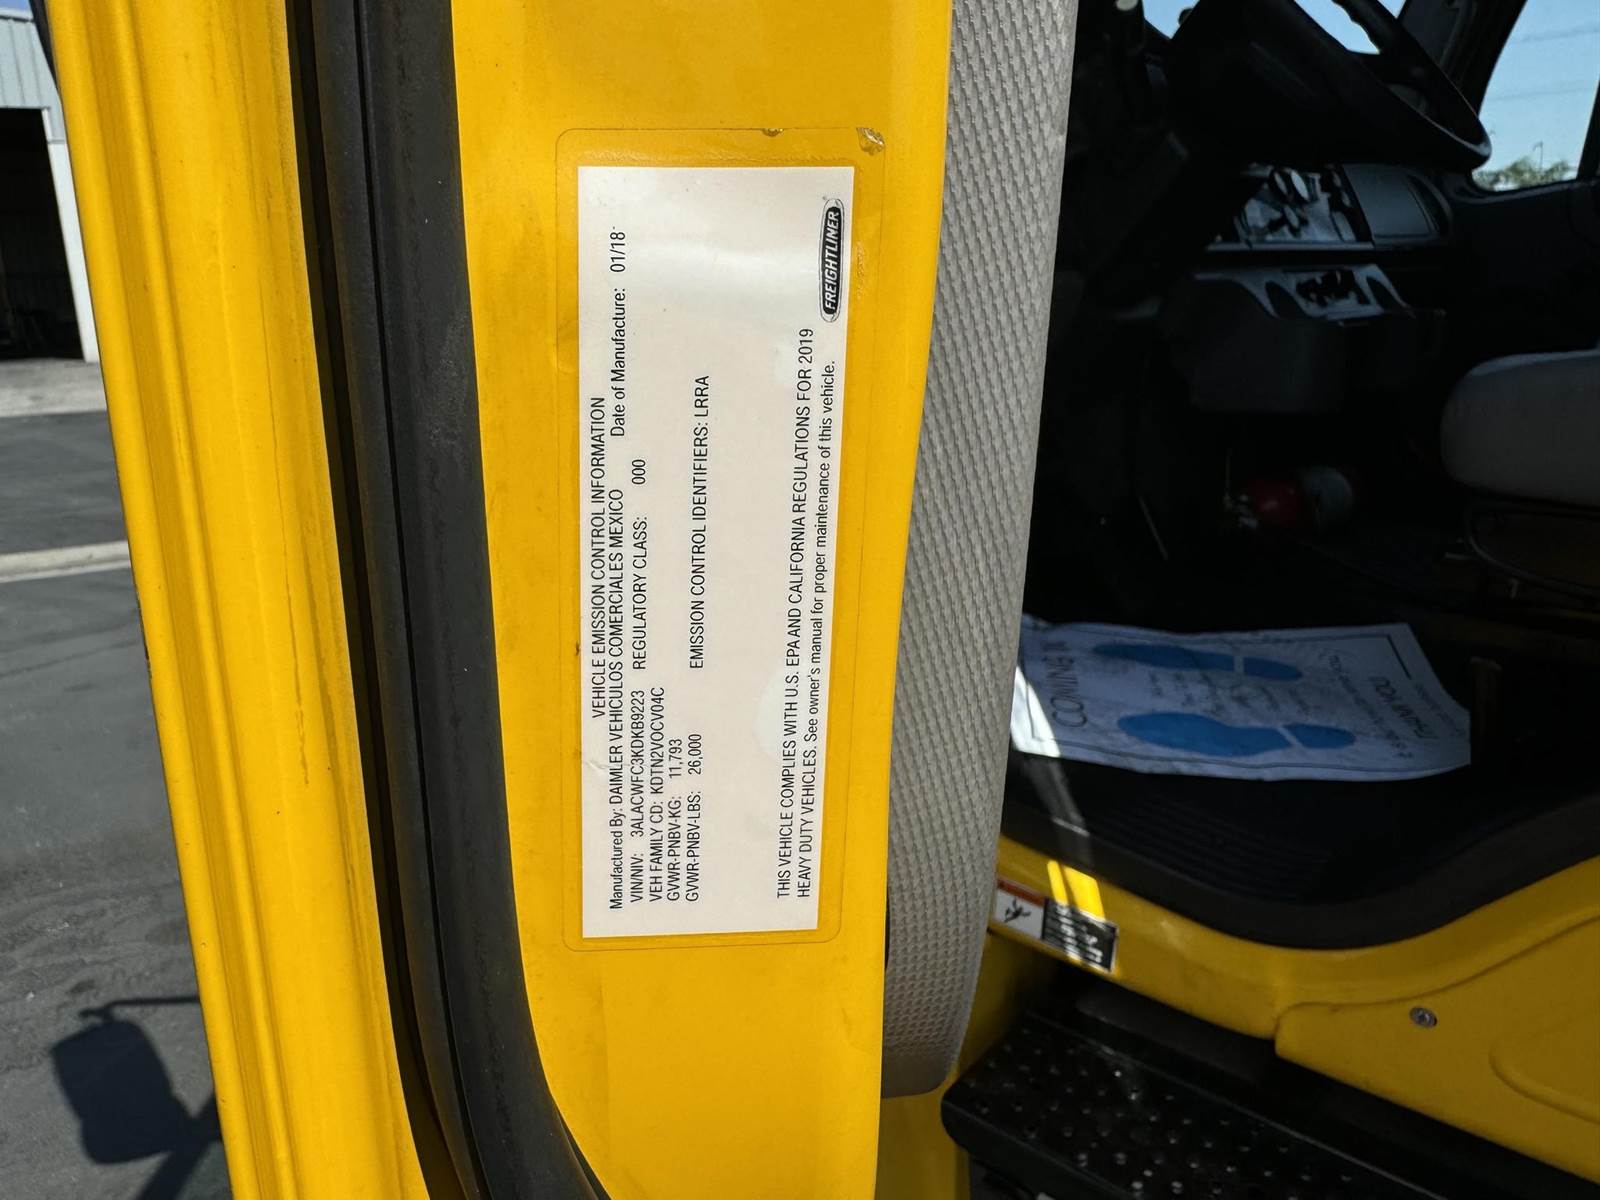 VEHICLE EMISSION CONTROL INFORMATION
Manufactured By: DAIMLER VEHICULOS COMERCIALES MEXICO Date of Manufacture: 01/18
VIN/NIV: 3ALACWFC3KDKB9223 REGULATORY CLASS: 000
VEH FAMILY CD: KDTN2VOCV04C
GVWR-PNBV-KG: 11,793
GVWR-PNBV-LBS: 26,000 EMISSION CONTROL IDENTIFIERS: LRRA
THIS VEHICLE COMPLIES WITH U.S. EPA AND CALIFORNIA REGULATIONS FOR 2019
HEAVY DUTY VEHICLES. See owner's manual for proper maintenance of this vehicle.
FREIGHTLINER
THANK YOU